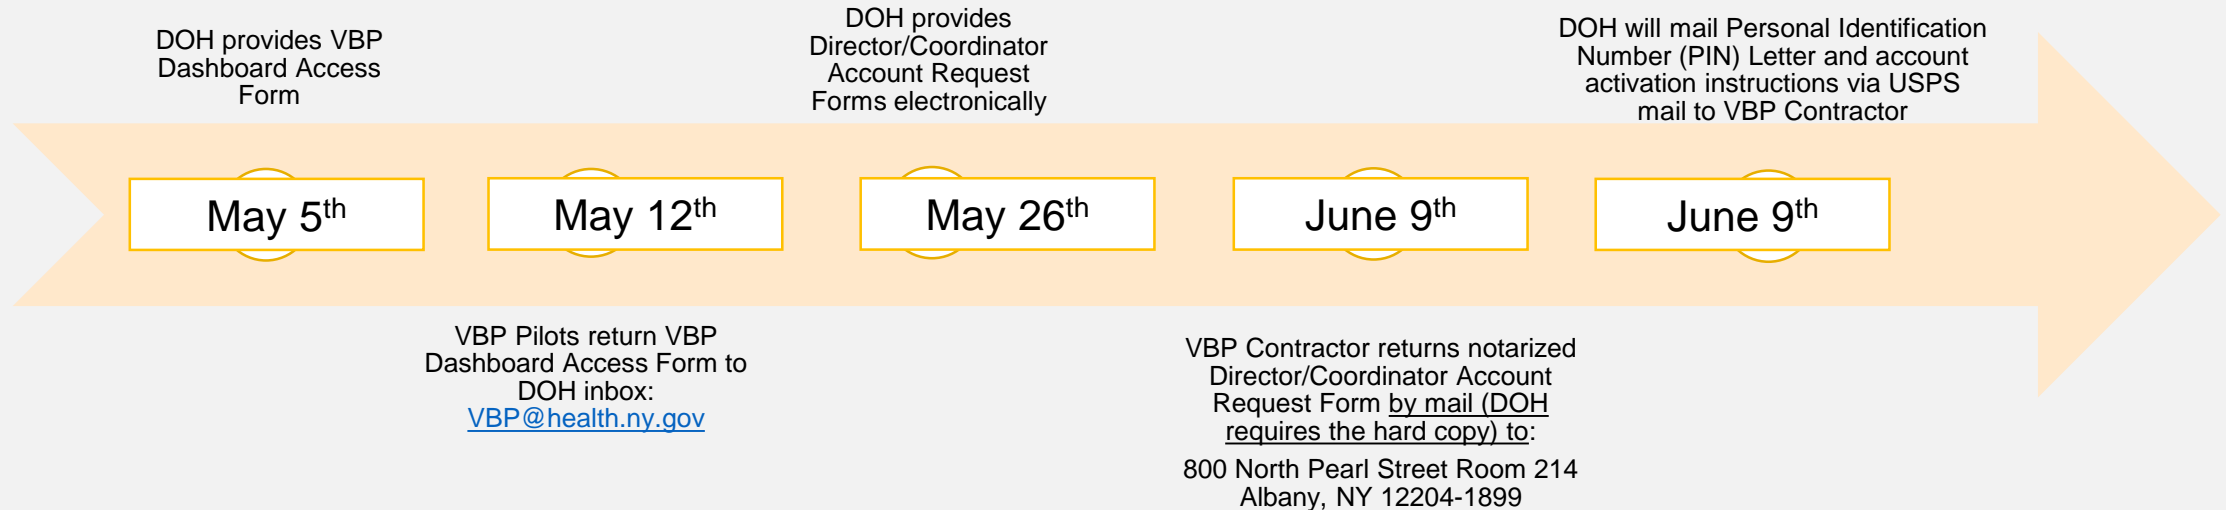 DOH provides VBP
Dashboard Access
Form
May 5th
May 12th
VBP Pilots return VBP
Dashboard Access Form to
DOH inbox:
VBP@health.ny.gov
DOH provides
Director/Coordinator
Account Request
Forms electronically
May 26th
June 9th
VBP Contractor returns notarized
Director/Coordinator Account
Request Form by mail (DOH
requires the hard copy) to:
800 North Pearl Street Room 214
Albany, NY 12204-1899
DOH will mail Personal Identification
Number (PIN) Letter and account
activation instructions via USPS
mail to VBP Contractor
June 9th